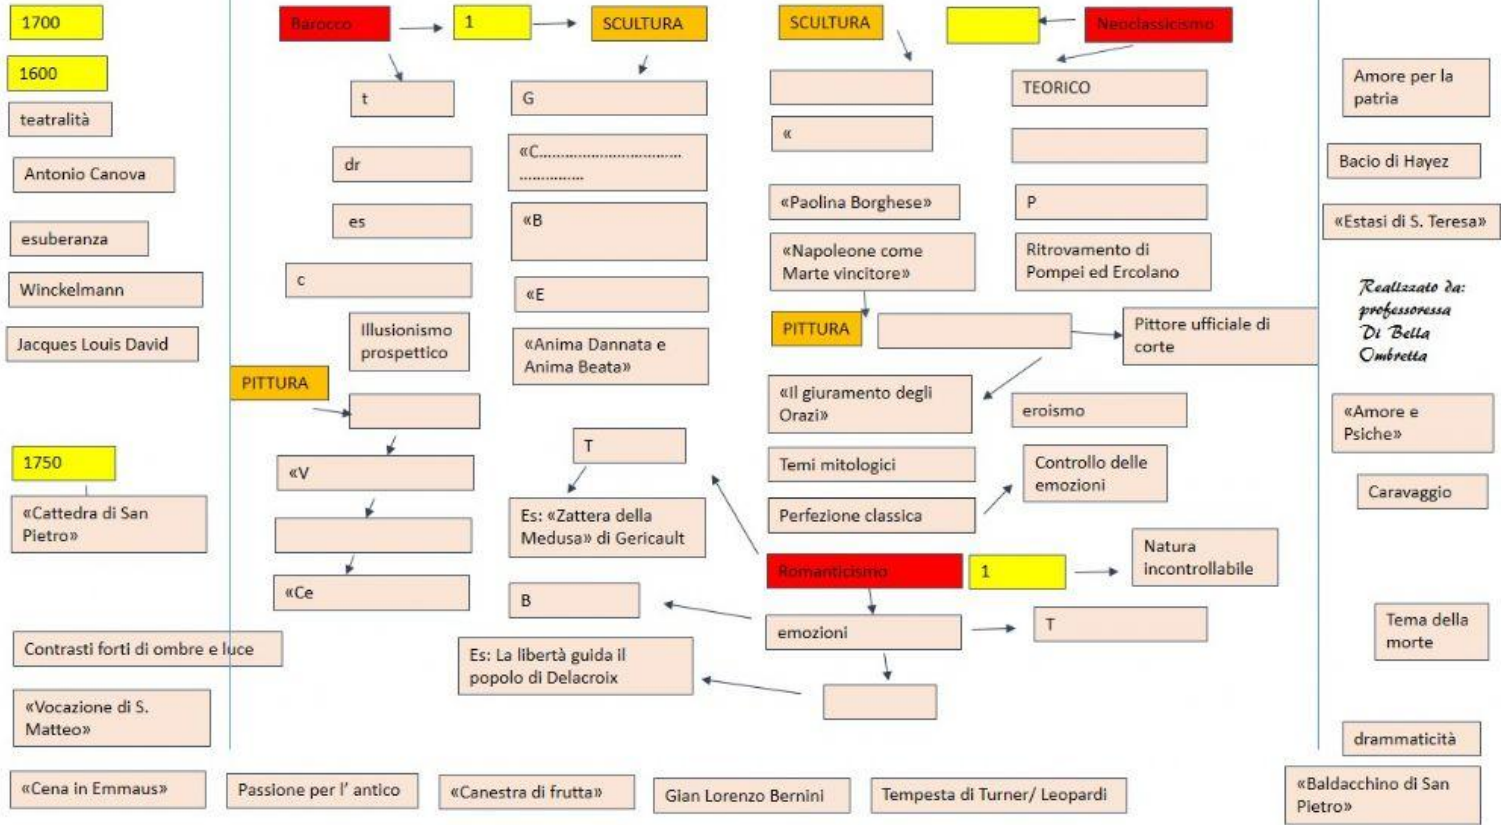 1700
1600
teatralità
Antonio Canova
esuberanza
Winckelmann
Jacques Louis David
1750
«Cattedra di San
Pietro»
Contrasti forti di ombre e luce
«Vocazione di S.
Matteo»
«Cena in Emmaus»
Barocco
1
SCULTURA
t
dr
es
c
Illusionismo
prospettico
PITTURA
«V
«Ce
G
«C.................................
...............
«B
«E
«Anima Dannata e
Anima Beata»
T
Es: «Zattera della
Medusa» di Gericault
B
Es: La libertà guida il
popolo di Delacroix
SCULTURA
Neoclassicismo
TEORICO
«
«Paolina Borghese»
P
«Napoleone come
Marte vincitore»
Ritrovamento di
Pompei ed Ercolano
PITTURA
Pittore ufficiale di
corte
«Il giuramento degli
Orazi»
eroismo
Temi mitologici
Controllo delle
emozioni
Perfezione classica
Romanticismo
1
Natura
incontrollabile
emozioni
T
Amore per la
patria
Bacio di Hayez
«Estasi di S. Teresa»
Realizzato da:
professoressa
Di Bella
Ombretta
«Amore e
Psiche»
Caravaggio
Tema della
morte
drammaticità
Passione per l' antico
«Canestra di frutta»
Gian Lorenzo Bernini
Tempesta di Turner/ Leopardi
«Baldacchino di San
Pietro»